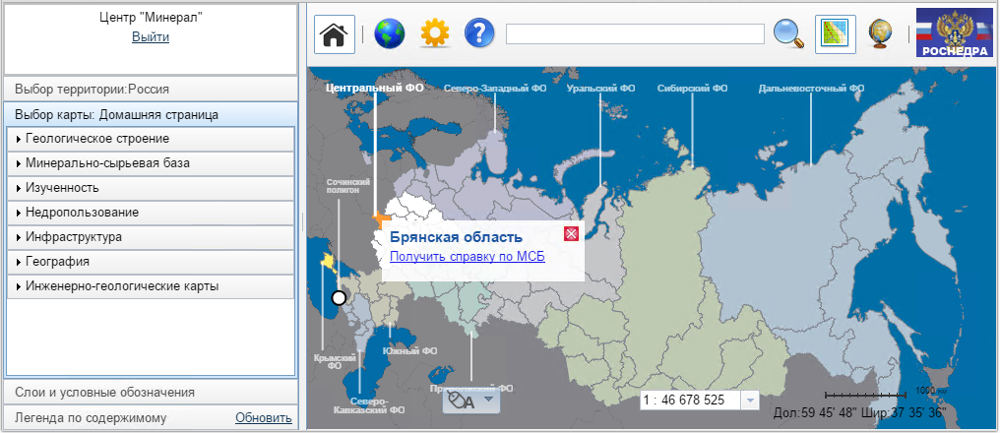 Центр "Минерал"
Выйти
Выбор территории:Россия
Выбор карты: Домашняя страница
Геологическое строение
Минерально-сырьевая база
Изученность
Недропользование
Инфраструктура
География
Инженерно-геологические карты
Слои и условные обозначения
Легенда по содержимому
Обновить
РОСНЕДРА
Центральный ФО
Северо-Западный ФО
Уральский ФО
Сибирский ФО
Дальневосточный ФО
Сочинский
полигон
Брянская область
Получить справку по МСБ
Крымский ФО
Южный ФО
Северо-
Кавказский ФО
ФО
A
1 : 46 678 525
1000
Дол:59 45' 48" Шир:37 35' 36"